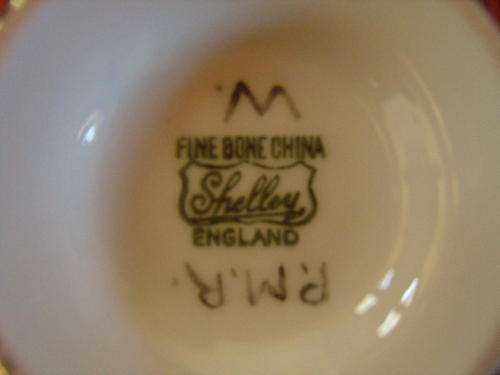 W.
FINE BONE CHINA
Shelley
ENGLAND
R.M.R.